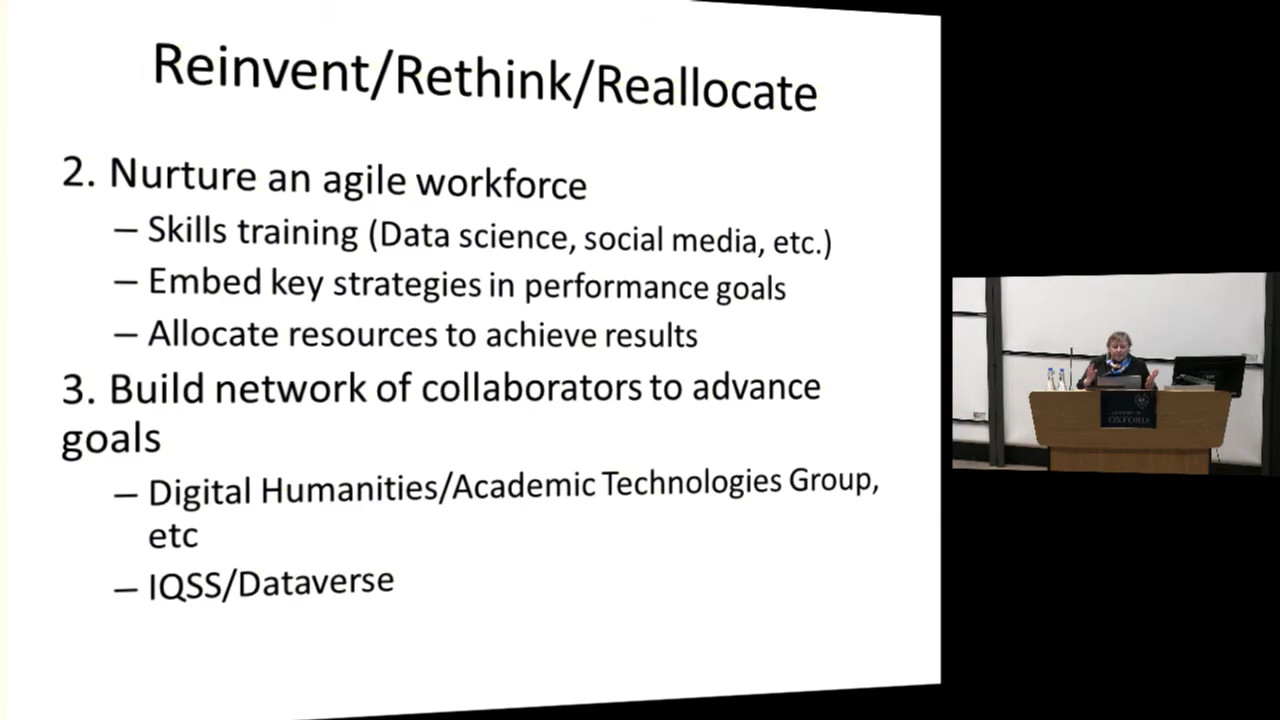 Reinvent/Rethink/Reallocate
2. Nurture an agile workforce
– Skills training (Data science, social media, etc.)
– Embed key strategies in performance goals
– Allocate resources to achieve results
3. Build network of collaborators to advance
goals
– Digital Humanities/Academic Technologies Group,
etc
– IQSS/Dataverse
OXFORD